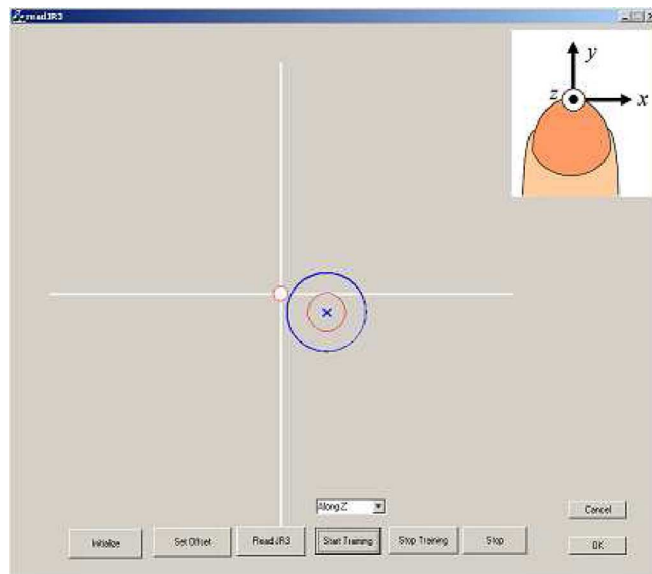 readJR3
y
z
x
Along Z
Cancel
Initialize
Set Offset
Read JR3
Start Training
Stop Training
Stop
OK